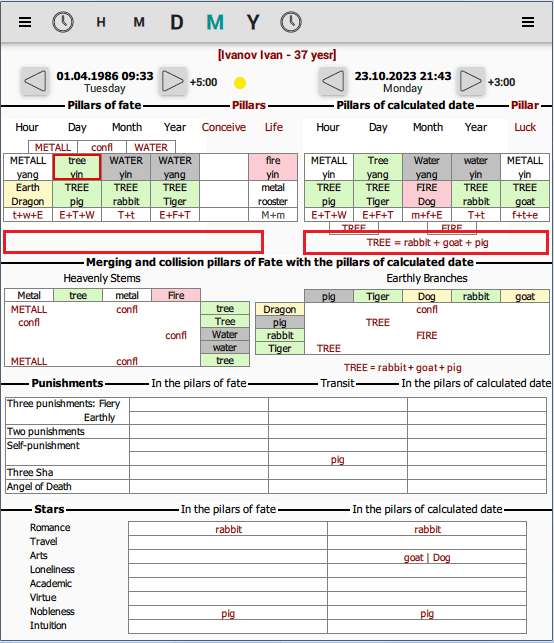 H M D M Y
[Ivanov Ivan - 37 yesr]
01.04.1986 09:33 +5:00 23.10.2023 21:43 +3:00
Tuesday Monday
Pillars of fate Pillars Pillars of calculated date Pillar
Hour Day Month Year Conceive Life Hour Day Month Year Luck
METALL confl WATER
METALL tree WATER WATER fire METALL Tree Water water METALL
yang yin yang yang yin yang yang yang yin yin
Earth TREE TREE TREE metal TREE TREE FIRE TREE TREE
Dragon pig rabbit Tiger rooster pig Tiger Dog rabbit goat
t+w+E E+T+W T+t E+F+T M+m E+T+W E+F+T m+f+E T+t f+t+e
TREE FIRE
TREE = rabbit + goat + pig
Merging and collision pillars of Fate with the pillars of calculated date
Heavenly Stems Earthly Branches
Metal tree metal Fire pig Tiger Dog rabbit goat
METALL confl tree Dragon confl
confl Tree pig TREE
confl Water rabbit FIRE
water Tiger TREE
METALL confl tree
TREE = rabbit + goat + pig
Punishments In the pilars of fate Transit In the pilars of calculated date
Three punishments: Fiery
Earthly
Two punishments
Self-punishment
pig
Three Sha
Angel of Death
Stars In the pilars of fate In the pilars of calculated date
Romance rabbit rabbit
Travel
Arts goat | Dog
Loneliness
Academic
Virtue
Nobleness pig pig
Intuition